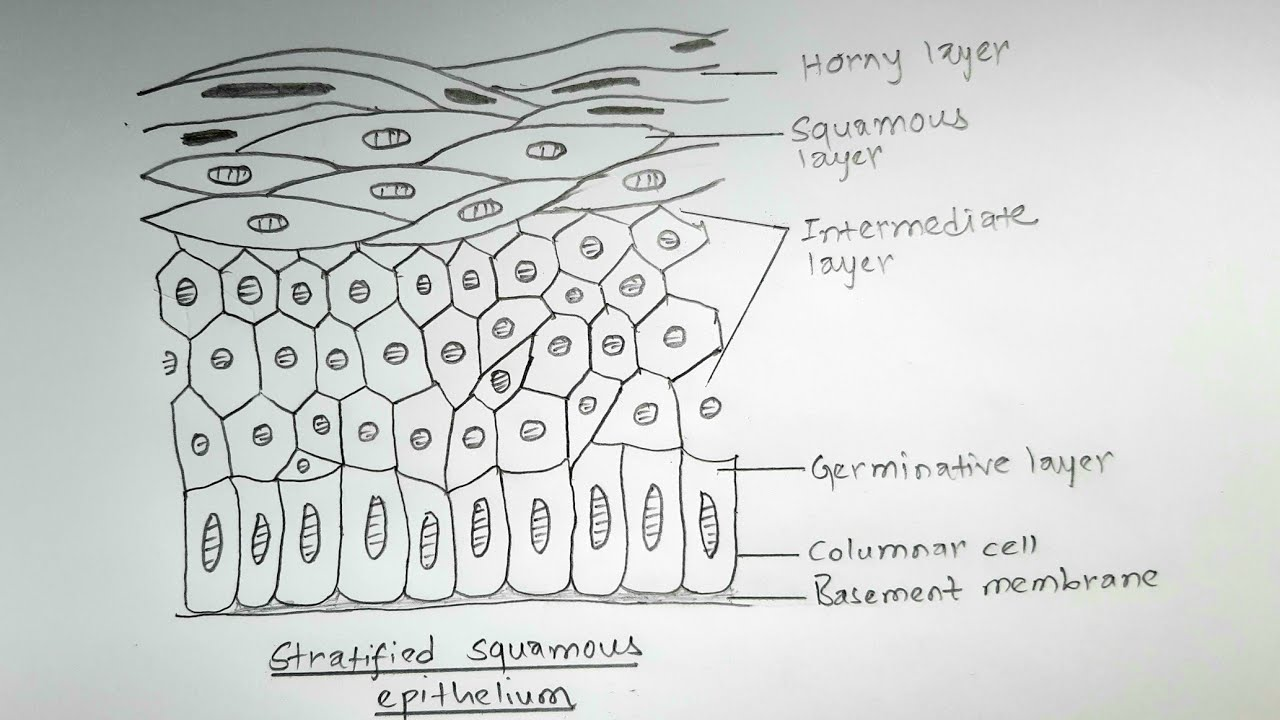 Horny layer
Squamous
layer
Intermediate
layer
Germinative layer
Columnar cell
Basement membrane
Stratified squamous
epithelium